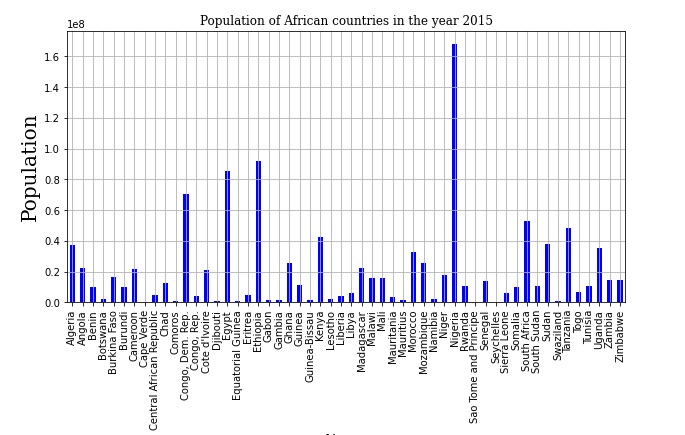 Population of African countries in the year 2015
1e8
1.6
1.4
1.2
1.0
0.8
0.6
0.4
0.2
0.0
Population
Algeria
Angola
Benin
Botswana
Burkina Faso
Burundi
Cameroon
Cape Verde
Central African Republic
Chad
Comoros
Congo, Dem. Rep.
Congo, Rep.
Cote d'Ivoire
Djibouti
Egypt
Equatorial Guinea
Eritrea
Ethiopia
Gabon
Gambia
Ghana
Guinea
Guinea-Bissau
Kenya
Lesotho
Liberia
Libya
Madagascar
Malawi
Mali
Mauritania
Mauritius
Morocco
Mozambique
Namibia
Niger
Nigeria
Rwanda
Sao Tome and Principe
Senegal
Seychelles
Sierra Leone
Somalia
South Africa
South Sudan
Sudan
Swaziland
Tanzania
Togo
Tunisia
Uganda
Zambia
Zimbabwe